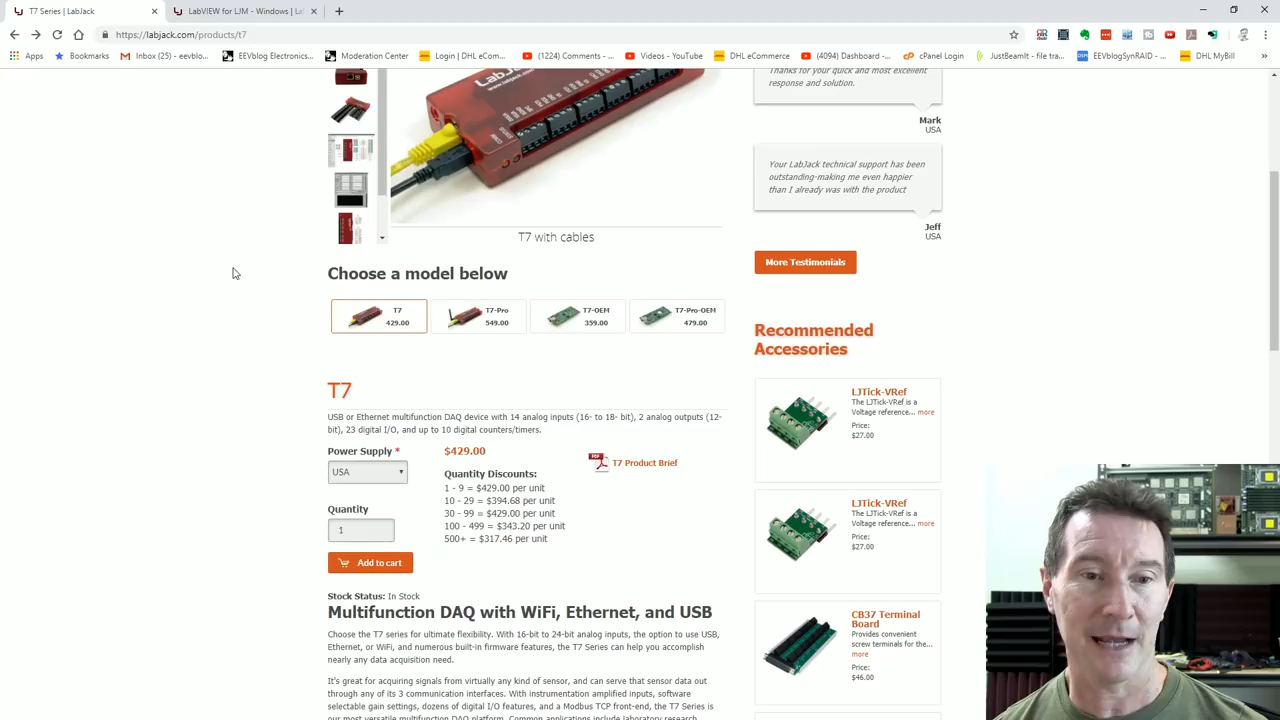 T7 Series | LabJack
LabVIEW for LJM - Windows | La
https://labjack.com/products/t7
Apps
Bookmarks
Inbox (25) - eevblo...
EEVblog Electronics...
Moderation Center
Login | DHL eCom...
(1224) Comments - ...
Videos - YouTube
DHL eCommerce
(4094) Dashboard - ...
cPanel Login
JustBeamIt - file tra...
EEVblogSynRAID - ...
DHL MyBill
T7 with cables
Choose a model below
T7
429.00
T7-Pro
549.00
T7-OEM
359.00
T7-Pro-OEM
479.00
T7
USB or Ethernet multifunction DAQ device with 14 analog inputs (16- to 18- bit), 2 analog outputs (12-
bit), 23 digital I/O, and up to 10 digital counters/timers.
Power Supply *
USA
$429.00
Quantity Discounts:
1 - 9 = $429.00 per unit
10 - 29 = $394.68 per unit
30 - 99 = $429.00 per unit
100 - 499 = $343.20 per unit
500+ = $317.46 per unit
T7 Product Brief
Quantity
1
Add to cart
Stock Status: In Stock
Multifunction DAQ with WiFi, Ethernet, and USB
Choose the T7 series for ultimate flexibility. With 16-bit to 24-bit analog inputs, the option to use USB,
Ethernet, or WiFi, and numerous built-in firmware features, the T7 Series can help you accomplish
nearly any data acquisition need.
It's great for acquiring signals from virtually any kind of sensor, and can serve that sensor data out
through any of its 3 communication interfaces. With instrumentation amplified inputs, software
selectable gain settings, dozens of digital I/O features, and a Modbus TCP front-end, the T7 Series is
our most versatile multifunction DAQ platform. Common applications include laboratory research
Thanks for your quick and most excellent
response and solution.
Mark
USA
Your LabJack technical support has been
outstanding-making me even happier
than I already was with the product
Jeff
USA
More Testimonials
Recommended
Accessories
LJTick-VRef
The LJTick-VRef is a
Voltage reference... more
Price:
$27.00
LJTick-VRef
The LJTick-VRef is a
Voltage reference... more
Price:
$27.00
CB37 Terminal
Board
Provides convenient
screw terminals for the...
more
Price:
$46.00